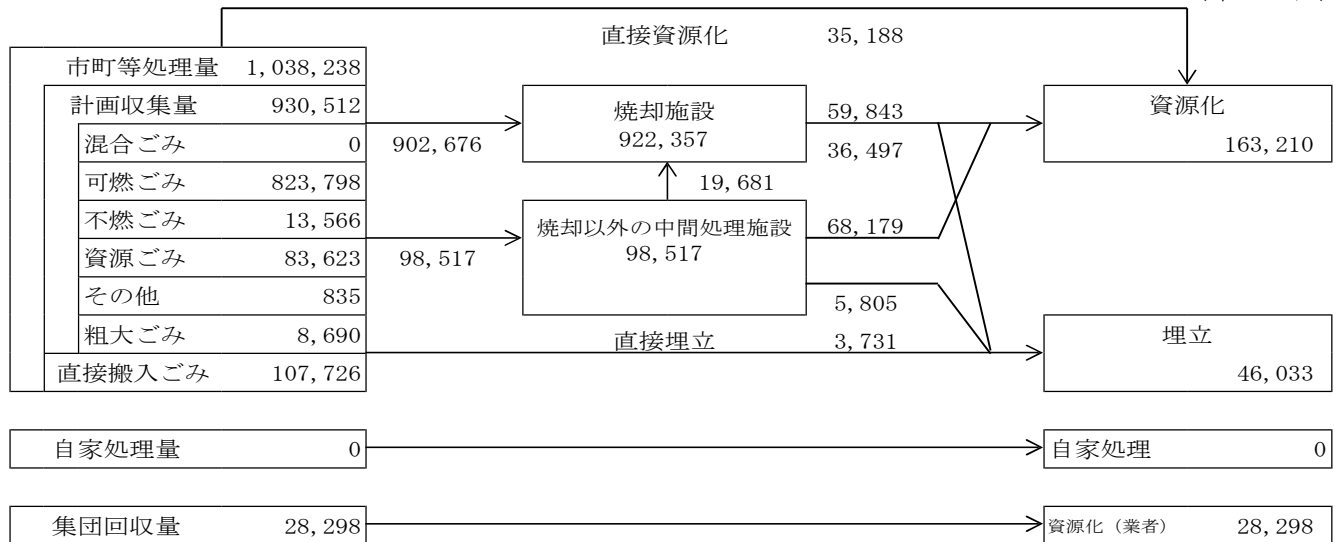 直接資源化 35,188
市町等処理量 1,038,238
計画収集量 930,512
焼却施設 59,843 資源化
混合ごみ 0 902,676 922,357 36,497 163,210
可燃ごみ 823,798 19,681
不燃ごみ 13,566 焼却以外の中間処理施設 68,179
資源ごみ 83,623 98,517 98,517
その他 835 5,805
粗大ごみ 8,690 直接埋立 3,731 埋立
直接搬入ごみ 107,726 46,033
自家処理量 0 自家処理 0
集団回収量 28,298 資源化（業者） 28,298